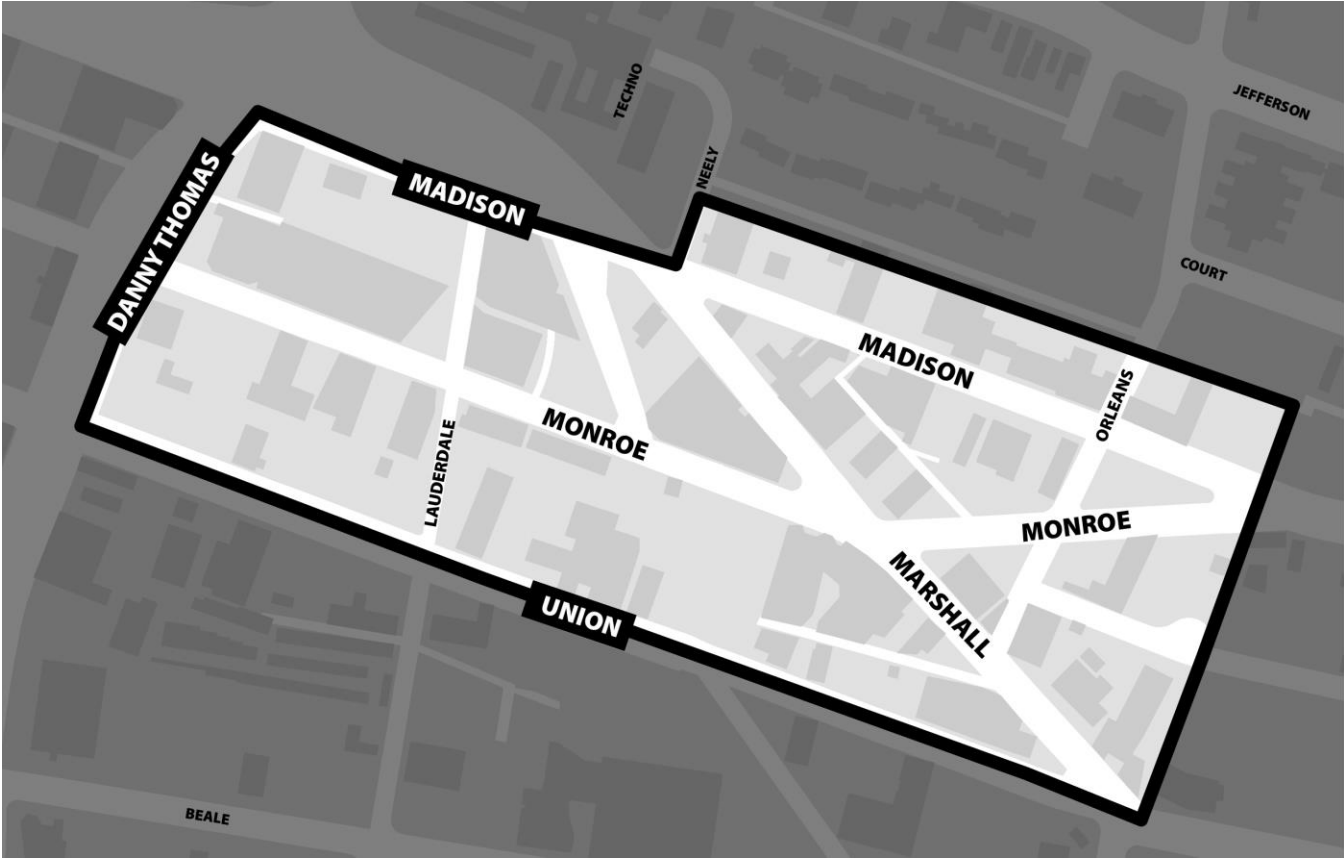 TECHNO
JEFFERSON
NEELY
DANNY THOMAS
MADISON
COURT
MADISON
ORLEANS
MONROE
LAUDERDALE
MONROE
MARSHALL
UNION
BEALE